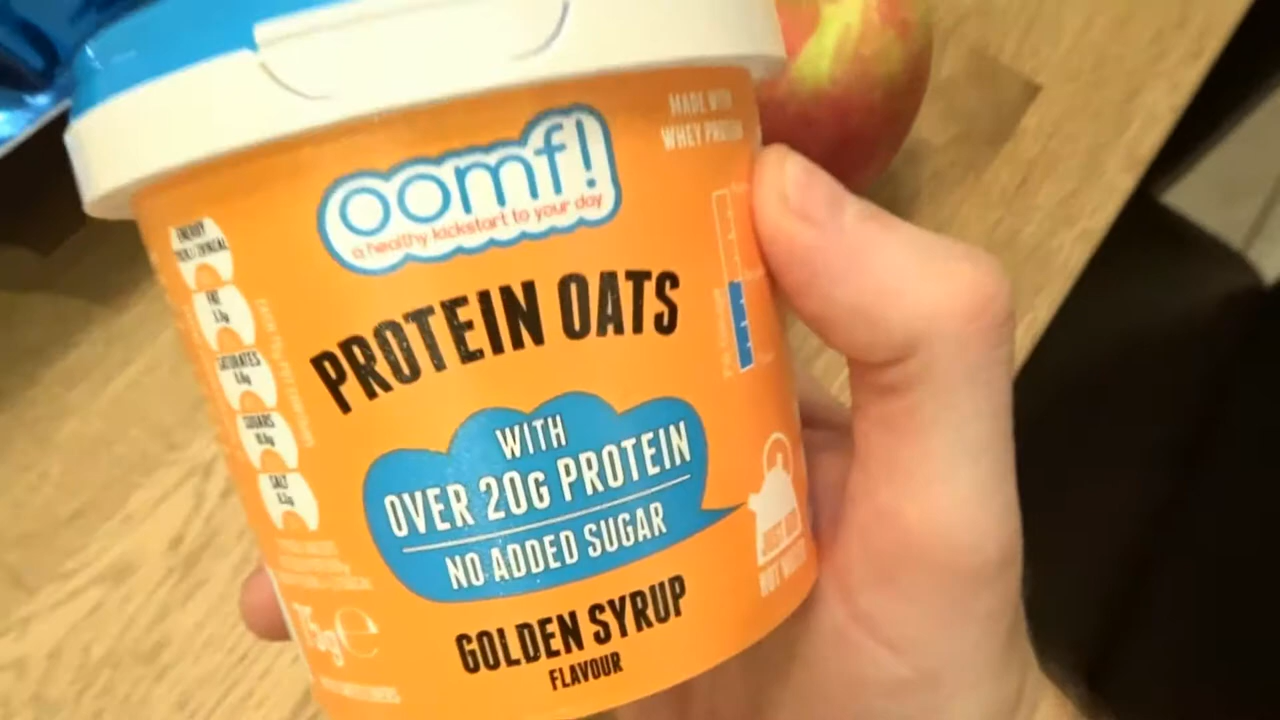 oomf!
a healthy kickstart to your day
MADE WITH
WHEY PROTEIN
PROTEIN OATS
WITH
OVER 20G PROTEIN
NO ADDED SUGAR
GOLDEN SYRUP
FLAVOUR
ENERGY
FAT
SATURATES
SUGARS
SALT
75g e
HOT WATER